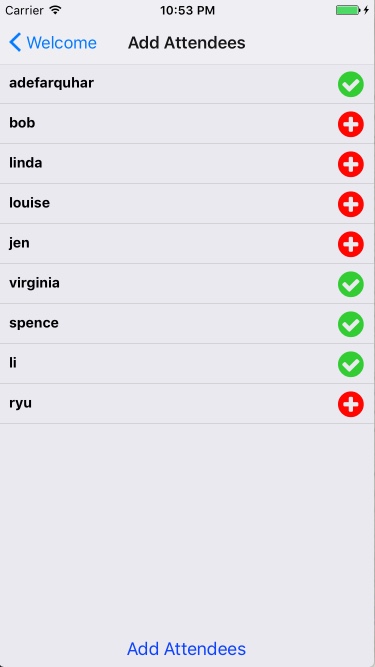 Carrier 10:53 PM
Welcome Add Attendees
adefarquhar
bob
linda
louise
jen
virginia
spence
li
ryu
Add Attendees